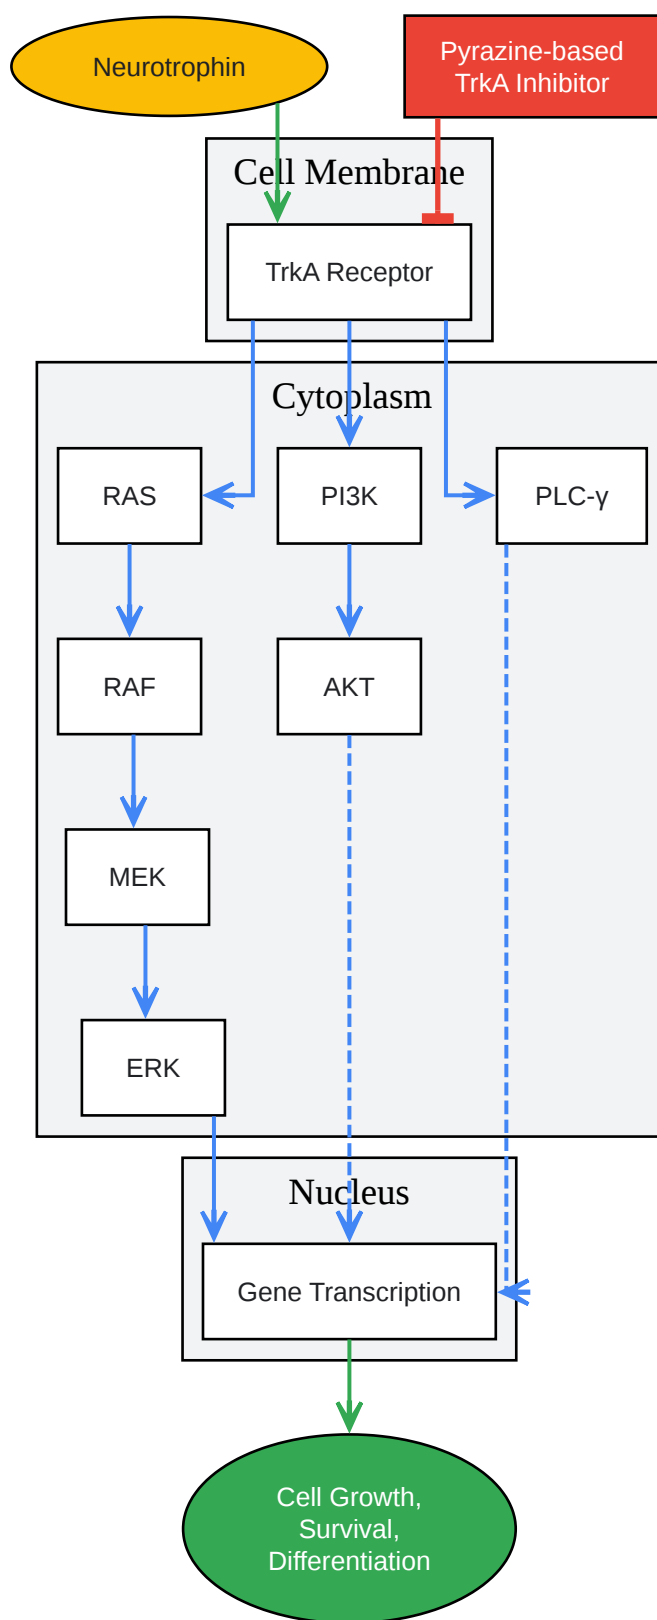 Neurotrophin
Pyrazine-based
TrkA Inhibitor
Cell Membrane
TrkA Receptor
Cytoplasm
RAS
PI3K
PLC-γ
RAF
AKT
MEK
ERK
Nucleus
Gene Transcription
Cell Growth,
Survival,
Differentiation